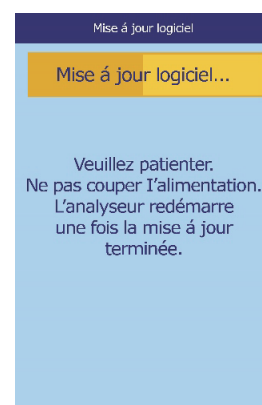 Mise á jour logiciel
Mise á jour logiciel...
Veuillez patienter.
Ne pas couper I’alimentation.
L’analyseur redémarre
une fois la mise á jour
terminée.